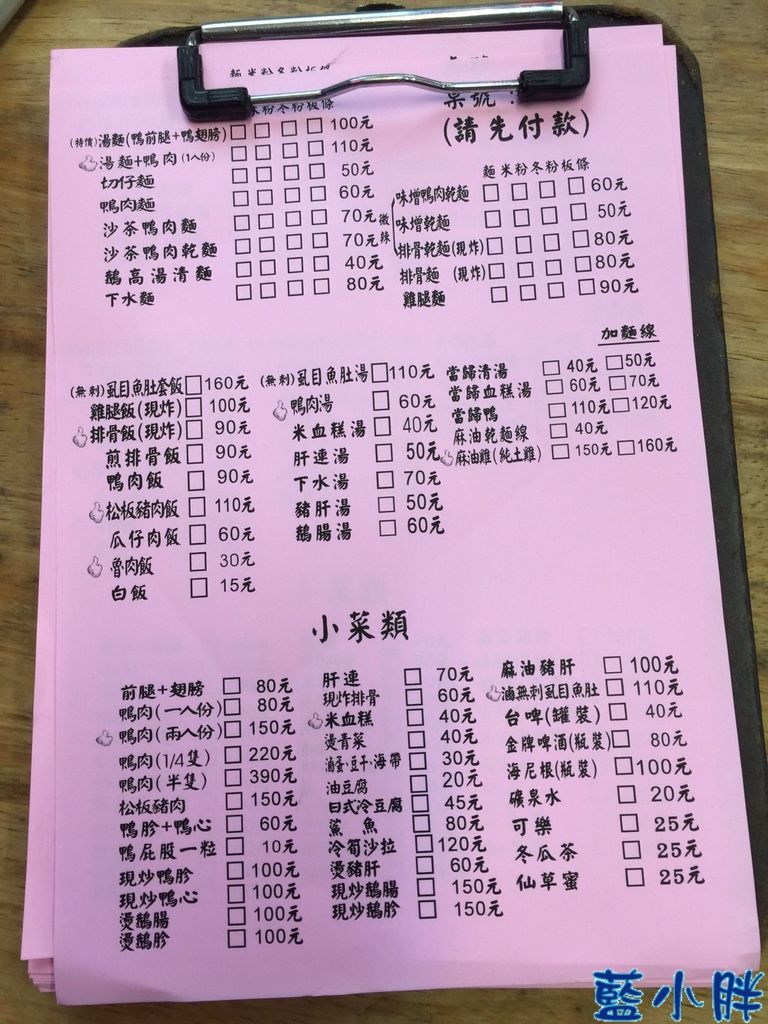 麵 米粉 冬粉 板條
桌號：
(請先付款)
米粉 冬粉 板條
(特價)湯麵(鴨前腿+鴨翅膀) □ □ □ □ 100元
湯麵+鴨肉(1人份) □ □ □ □ 110元
切仔麵 □ □ □ □ 50元
鴨肉麵 □ □ □ □ 60元
沙茶鴨肉麵 □ □ □ □ 70元
沙茶鴨肉乾麵 □ □ □ □ 70元
微辣
鵝高湯清麵 □ □ □ □ 40元
下水麵 □ □ □ □ 80元
麵 米粉 冬粉 板條
味增鴨肉乾麵 □ □ □ □ 60元
味增乾麵 □ □ □ □ 50元
排骨乾麵(現炸) □ □ □ □ 80元
排骨麵 (現炸) □ □ □ □ 80元
雞腿麵 □ □ □ □ 90元
(無刺)虱目魚肚套飯 □ 160元
雞腿飯(現炸) □ 100元
排骨飯(現炸) □ 90元
煎排骨飯 □ 90元
鴨肉飯 □ 90元
松板豬肉飯 □ 110元
瓜仔肉飯 □ 60元
魯肉飯 □ 30元
白飯 □ 15元
(無刺)虱目魚肚湯 □ 110元
鴨肉湯 □ 60元
米血糕湯 □ 40元
肝連湯 □ 50元
下水湯 □ 70元
豬肝湯 □ 50元
鵝腸湯 □ 60元
加麵線
當歸清湯 □ 40元 □ 50元
當歸血糕湯 □ 60元 □ 70元
當歸鴨 □ 110元 □ 120元
麻油乾麵線 □ 40元
麻油雞(純土雞) □ 150元 □ 160元
小菜類
前腿+翅膀 □ 80元
鴨肉(一人份) □ 80元
鴨肉(兩人份) □ 150元
鴨肉(1/4隻) □ 220元
鴨肉(半隻) □ 390元
松板豬肉 □ 150元
鴨胗+鴨心 □ 60元
鴨屁股一粒 □ 10元
現炒鴨胗 □ 100元
現炒鴨心 □ 100元
燙鵝腸 □ 100元
燙鵝胗 □ 100元
肝連 □ 70元
現炸排骨 □ 60元
米血糕 □ 40元
燙青菜 □ 40元
滷蛋·豆干·海帶 □ 30元
油豆腐 □ 20元
日式冷豆腐 □ 45元
鯊魚 □ 80元
冷筍沙拉 □ 120元
燙豬肝 □ 60元
現炒鵝腸 □ 150元
現炒鵝胗 □ 150元
麻油豬肝 □ 100元
滷無刺虱目魚肚 □ 110元
台啤(罐裝) □ 40元
金牌啤酒(瓶裝) □ 80元
海尼根(瓶裝) □ 100元
礦泉水 □ 20元
可樂 □ 25元
冬瓜茶 □ 25元
仙草蜜 □ 25元
藍小胖